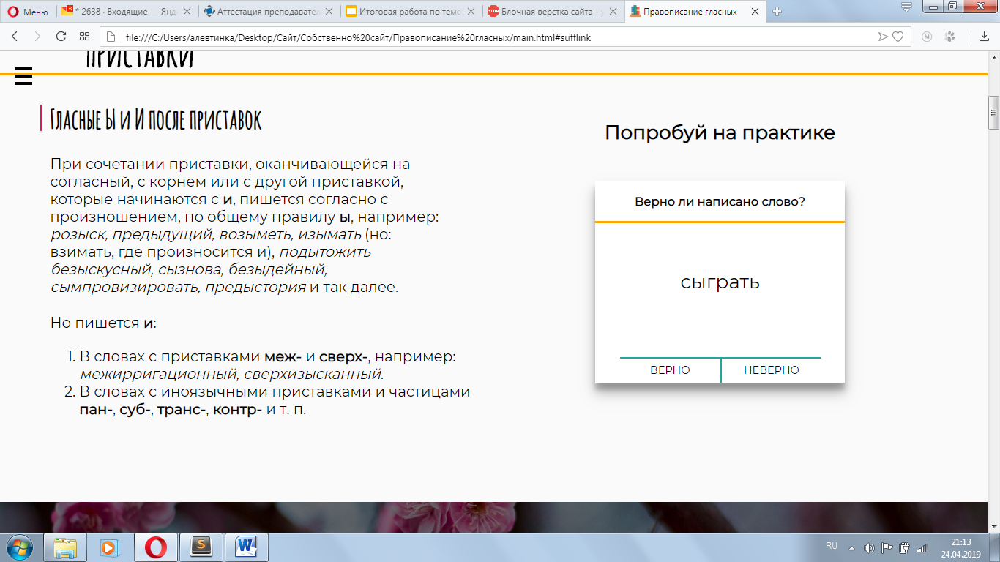 Меню
* 2638 · Входящие — Янд
Аттестация преподавател
Итоговая работа по теме
Блочная верстка сайта - у
Правописание гласных
file:///C:/Users/алевтинка/Desktop/Сайт/Собственно%20сайт/Правописание%20гласных/main.html#sufflink
ПРИСТАВКИ
Гласные Ы и И после приставок
При сочетании приставки, оканчивающейся на
согласный, с корнем или с другой приставкой,
которые начинаются с и, пишется согласно с
произношением, по общему правилу ы, например:
розыск, предыдущий, возыметь, изымать (но:
взимать, где произносится и), подытожить
безыскусный, сызнова, безыдейный,
сымпровизировать, предыстория и так далее.
Но пишется и:
1. В словах с приставками меж- и сверх-, например:
межирригационный, сверхизысканный.
2. В словах с иноязычными приставками и частицами
пан-, суб-, транс-, контр- и т. п.
Попробуй на практике
Верно ли написано слово?
сыграть
ВЕРНО
НЕВЕРНО
RU
21:13
24.04.2019